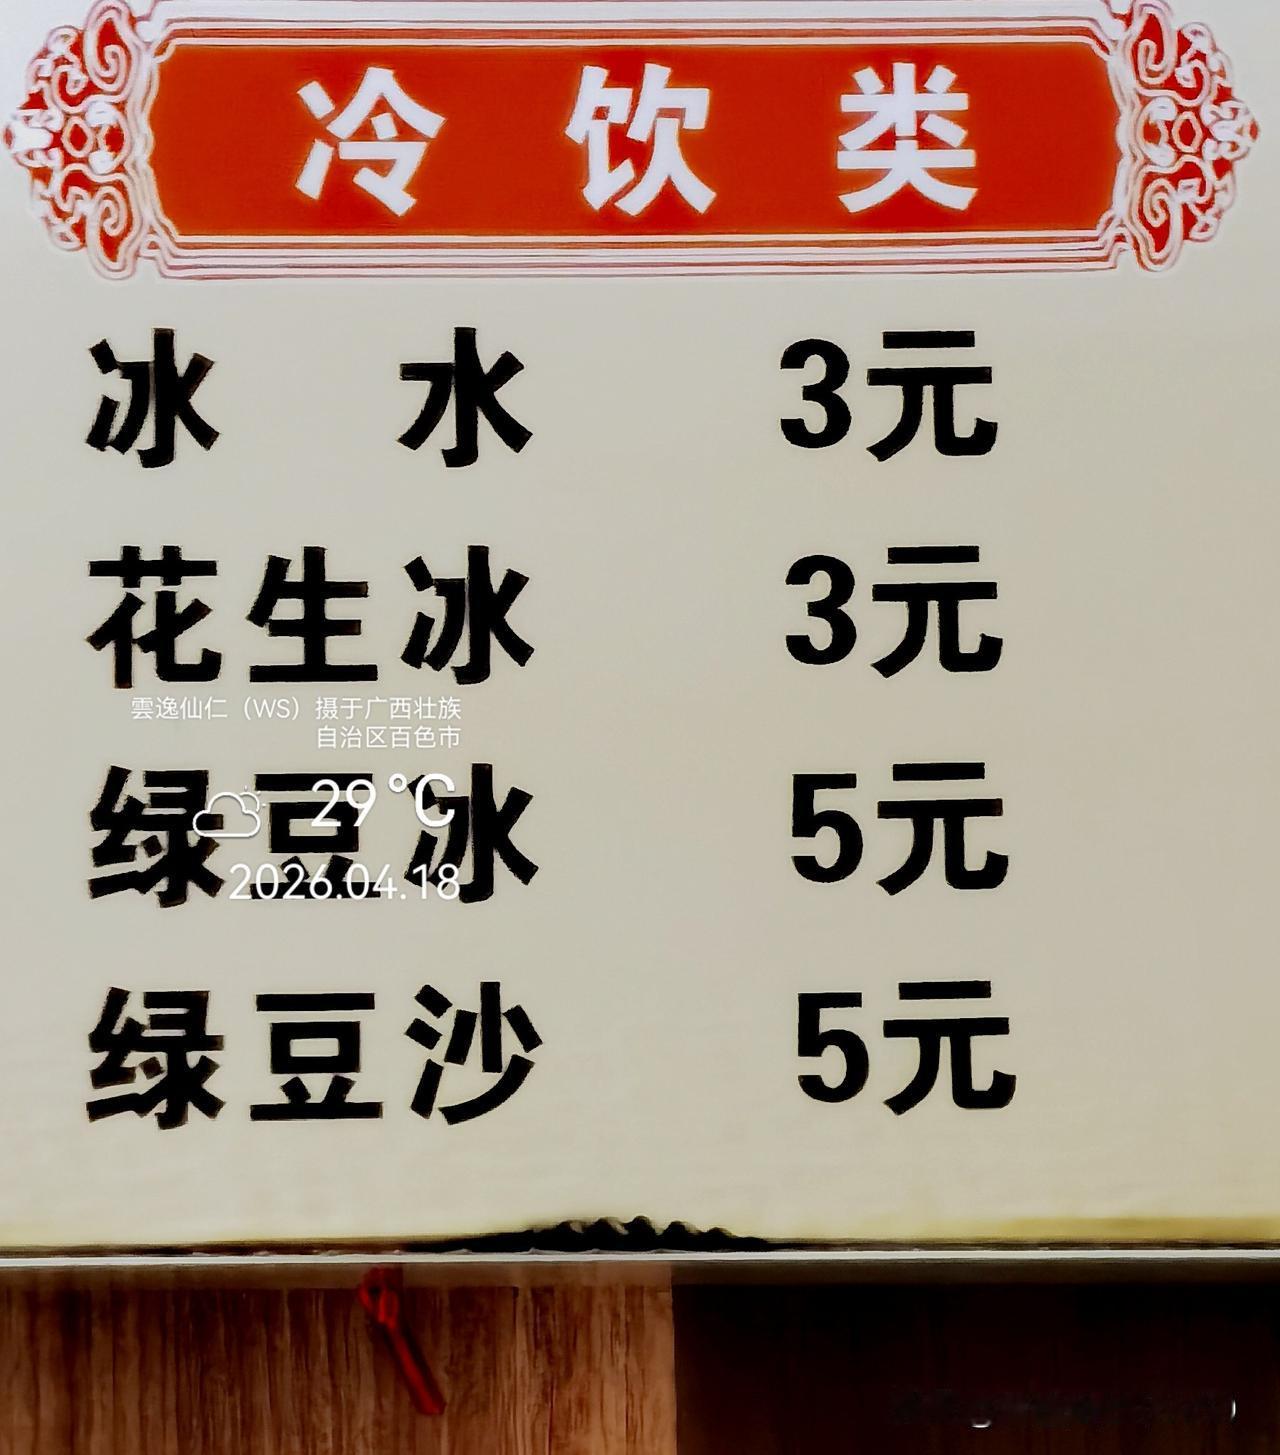 冷饮类
冰水 3元
花生冰 3元
雲逸仙仁（WS）摄于广西壮族
自治区百色市
绿豆冰 5元
29°C
2026.04.18
绿豆沙 5元